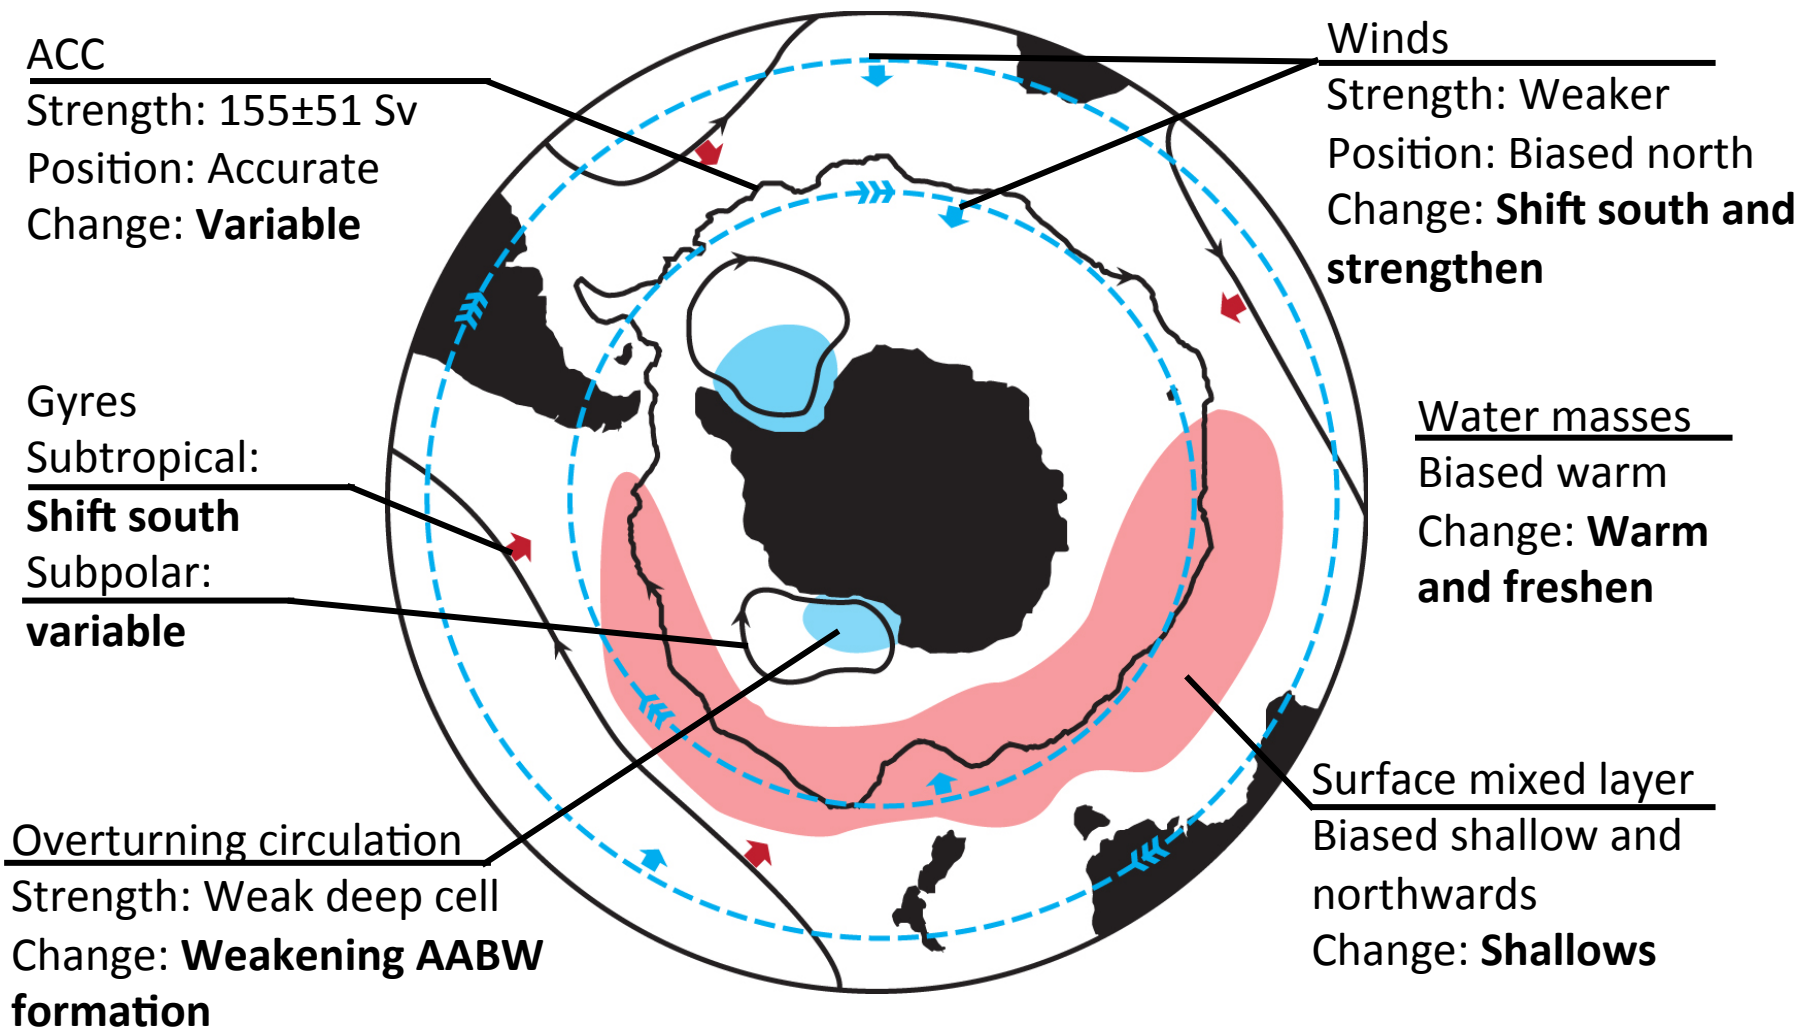 ACC
Strength: 155±51 Sv
Position: Accurate
Change: Variable
Winds
Strength: Weaker
Position: Biased north
Change: Shift south and
strengthen
Gyres
Subtropical:
Shift south
Subpolar:
variable
Water masses
Biased warm
Change: Warm
and freshen
Overturning circulation
Strength: Weak deep cell
Change: Weakening AABW
formation
Surface mixed layer
Biased shallow and
northwards
Change: Shallows